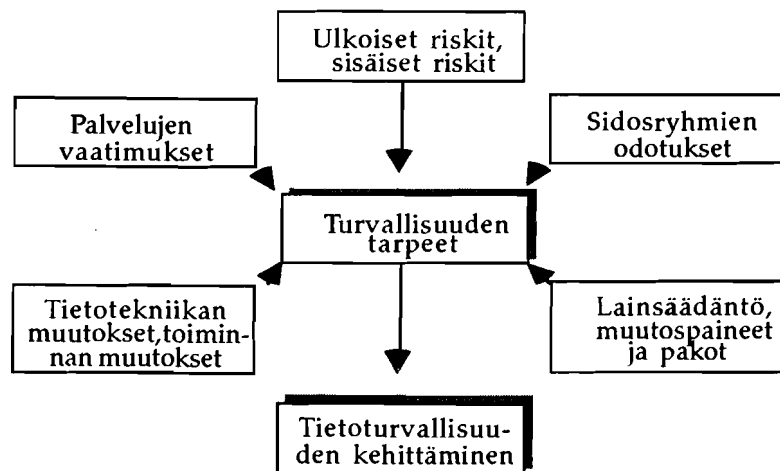 Ulkoiset riskit,
sisäiset riskit
Palvelujen
vaatimukset
Sidosryhmien
odotukset
Turvallisuuden
tarpeet
Tietotekniikan
muutokset,toimin-
nan muutokset
Lainsäädäntö,
muutospaineet
ja pakot
Tietoturvallisuu-
den kehittäminen